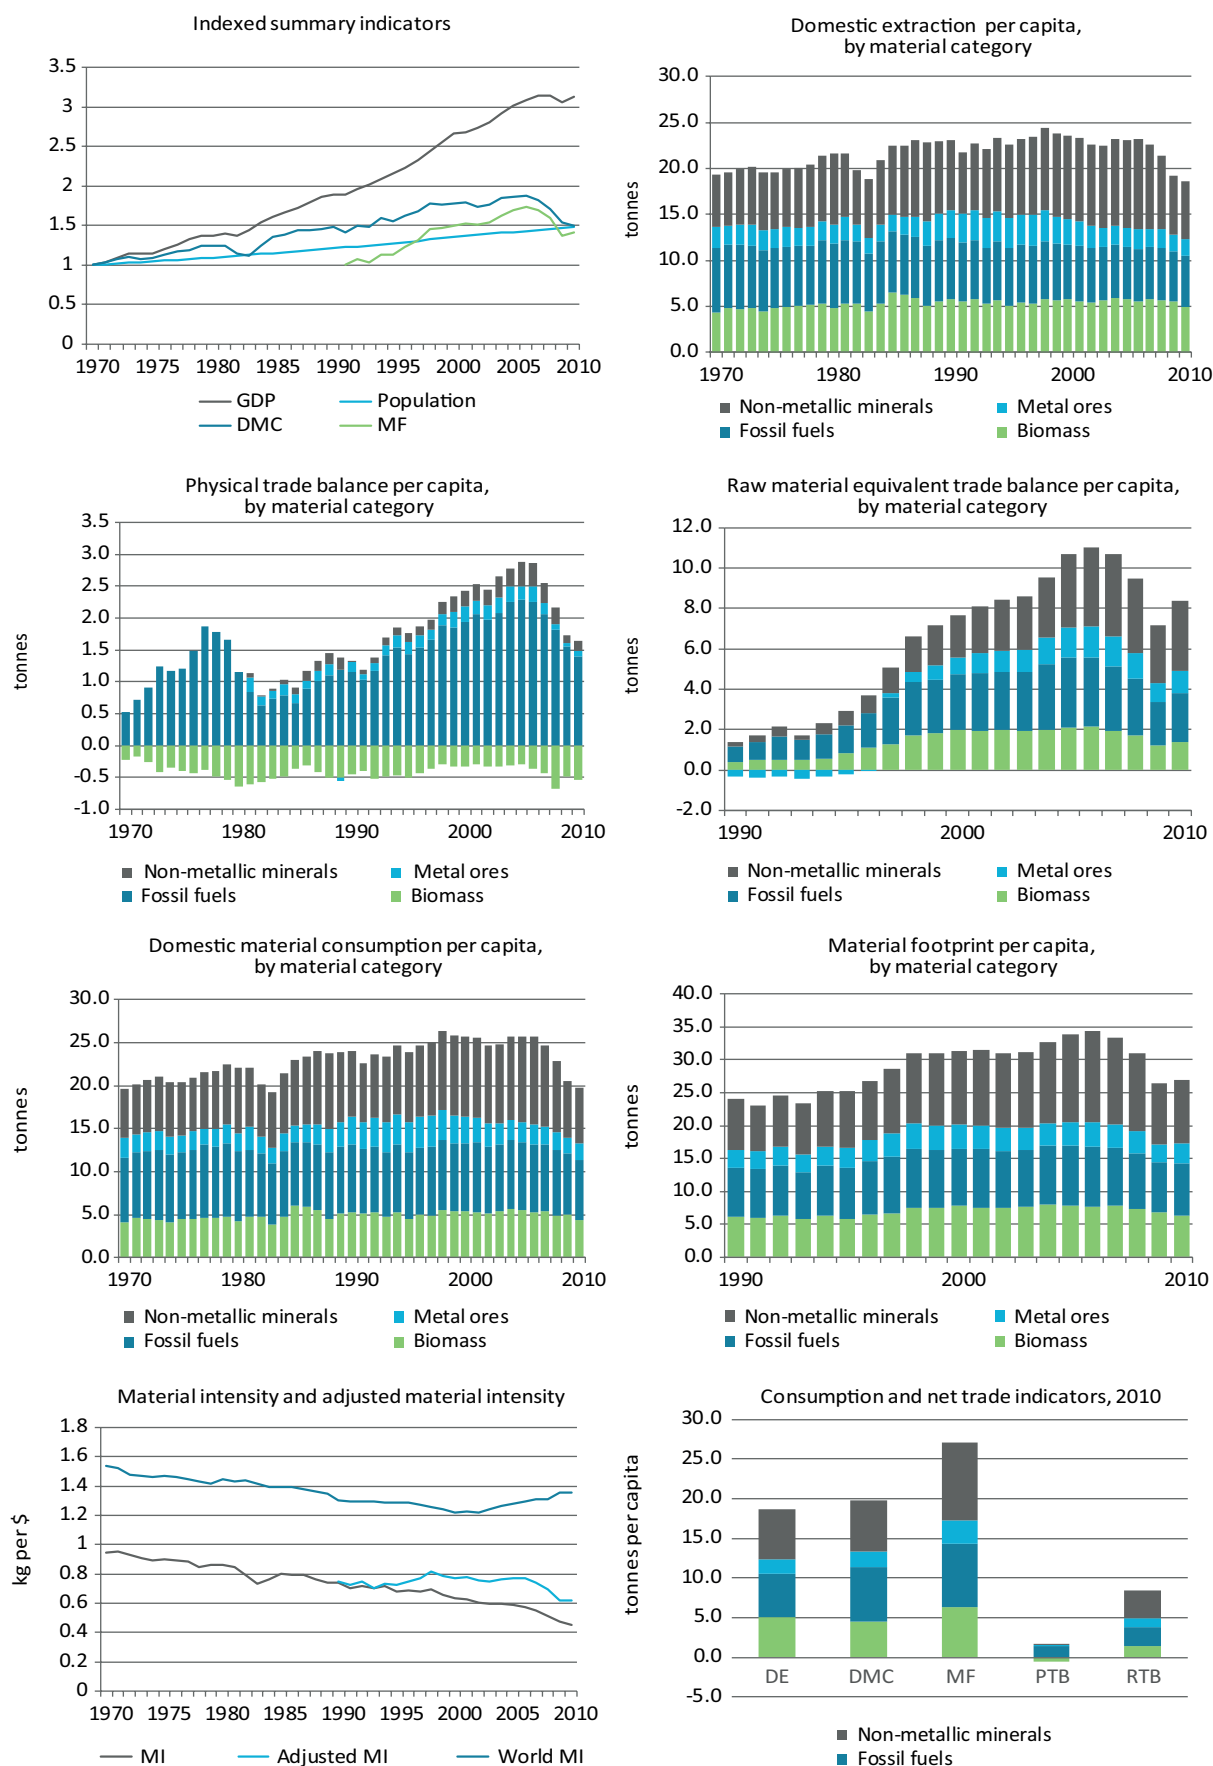 Indexed summary indicators
3.5
3
2.5
2
1.5
1
0.5
0
1970 1975 1980 1985 1990 1995 2000 2005 2010
GDP Population
DMC MF
Domestic extraction per capita,
by material category
30.0
25.0
20.0
15.0
10.0
5.0
0.0
tonnes
1970 1980 1990 2000 2010
Non-metallic minerals Metal ores
Fossil fuels Biomass
Physical trade balance per capita,
by material category
3.5
3.0
2.5
2.0
1.5
1.0
0.5
0.0
-0.5
-1.0
tonnes
1970 1980 1990 2000 2010
Non-metallic minerals Metal ores
Fossil fuels Biomass
Raw material equivalent trade balance per capita,
by material category
12.0
10.0
8.0
6.0
4.0
2.0
0.0
-2.0
tonnes
1990 2000 2010
Non-metallic minerals Metal ores
Fossil fuels Biomass
Domestic material consumption per capita,
by material category
30.0
25.0
20.0
15.0
10.0
5.0
0.0
tonnes
1970 1980 1990 2000 2010
Non-metallic minerals Metal ores
Fossil fuels Biomass
Material footprint per capita,
by material category
40.0
35.0
30.0
25.0
20.0
15.0
10.0
5.0
0.0
tonnes
1990 2000 2010
Non-metallic minerals Metal ores
Fossil fuels Biomass
Material intensity and adjusted material intensity
1.8
1.6
1.4
1.2
1
0.8
0.6
0.4
0.2
0
kg per $
1970 1975 1980 1985 1990 1995 2000 2005 2010
MI Adjusted MI World MI
Consumption and net trade indicators, 2010
30.0
25.0
20.0
15.0
10.0
5.0
0.0
-5.0
tonnes per capita
DE DMC MF PTB RTB
Non-metallic minerals
Fossil fuels